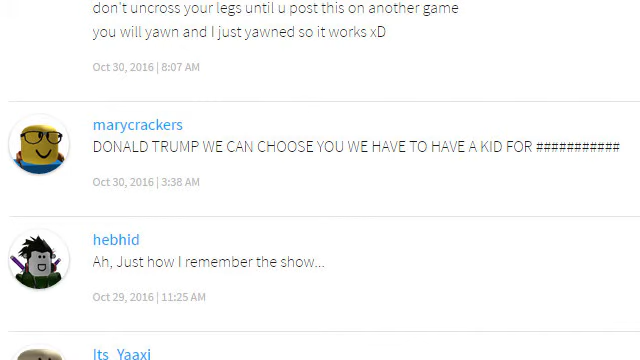 don't uncross your legs until u post this on another game
you will yawn and I just yawned so it works xD
Oct 30, 2016 | 8:07 AM
marycrackers
DONALD TRUMP WE CAN CHOOSE YOU WE HAVE TO HAVE A KID FOR ###########
Oct 30, 2016 | 3:38 AM
hebhid
Ah, Just how I remember the show...
Oct 29, 2016 | 11:25 AM
Its_Yaaxi